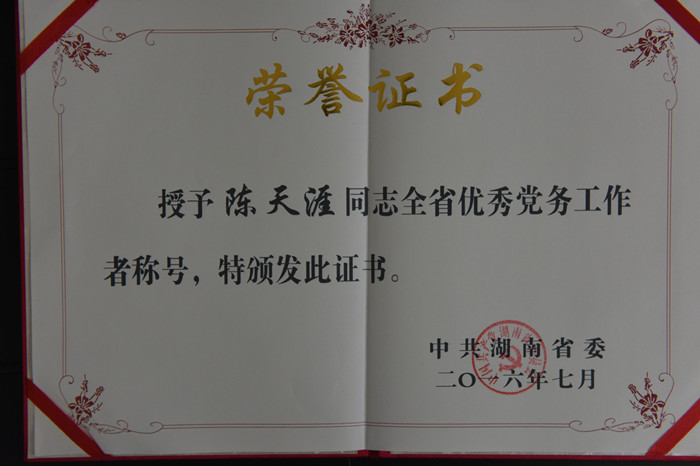 荣誉证书
授予陈天涯同志全省优秀党务工作
者称号，特颁发此证书。
中共湖南省委
二〇一六年七月